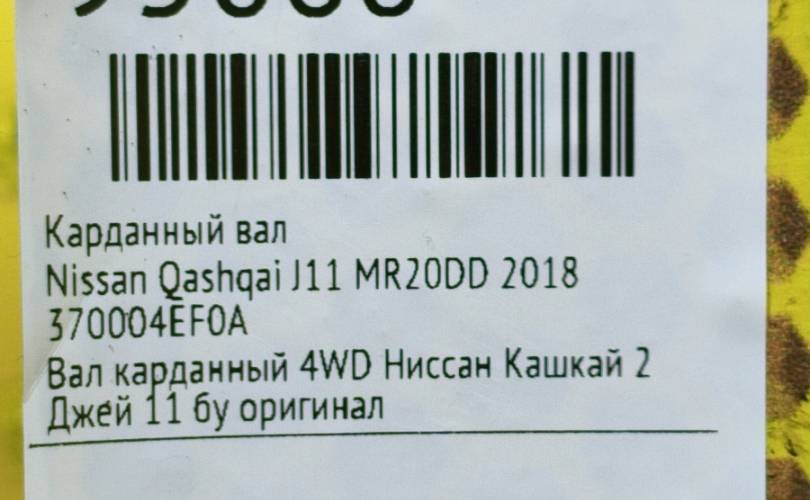 Карданный вал
Nissan Qashqai J11 MR20DD 2018
370004EF0A
Вал карданный 4WD Ниссан Кашкай 2
Джей 11 бу оригинал